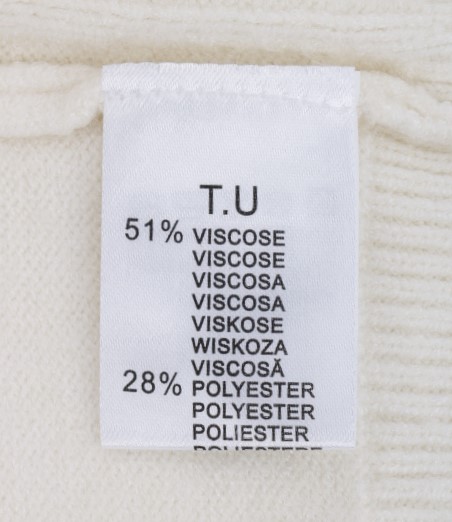 T.U
51% VISCOSE
VISCOSE
VISCOSA
VISCOSA
VISKOSE
WISKOZA
VISCOSĂ
28% POLYESTER
POLYESTER
POLIESTER